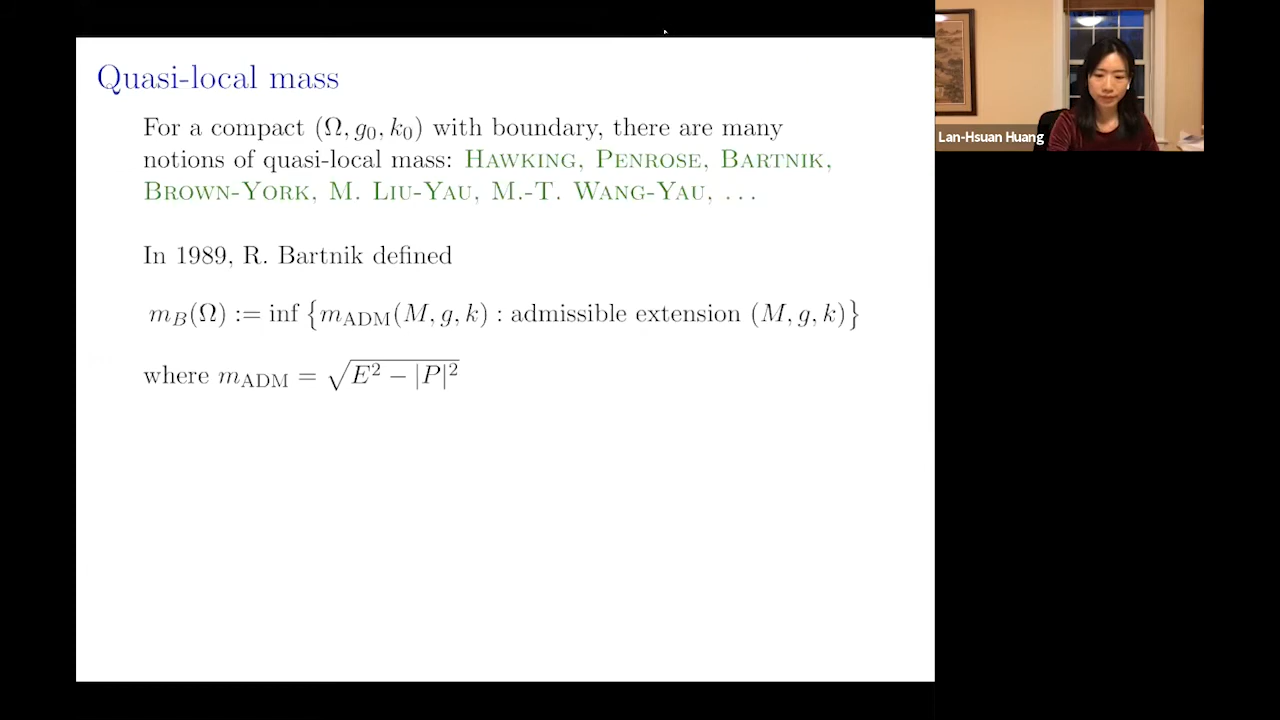 Quasi-local mass
For a compact (Ω, g₀, k₀) with boundary, there are many
notions of quasi-local mass: HAWKING, PENROSE, BARTNIK,
BROWN-YORK, M. LIU-YAU, M.-T. WANG-YAU, . . .
In 1989, R. Bartnik defined
m_B(Ω) := inf {m_ADM(M, g, k) : admissible extension (M, g, k)}
where m_ADM = √(E² − |P|²)
Lan-Hsuan Huang